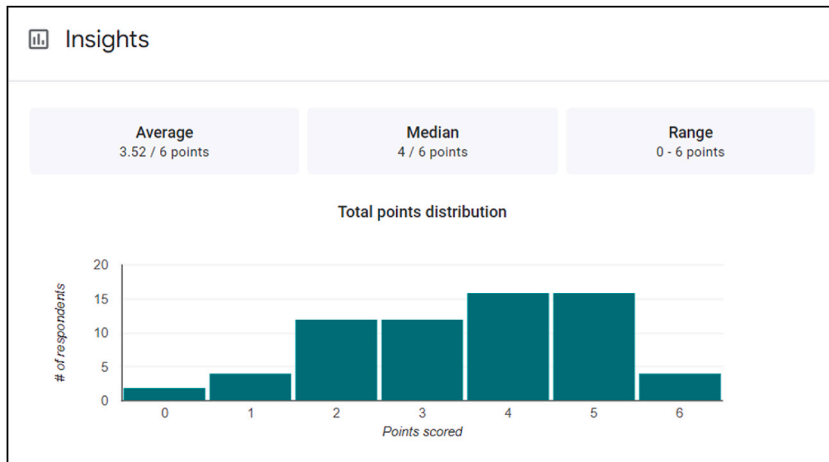 Insights
Average
3.52 / 6 points
Median
4 / 6 points
Range
0 - 6 points
Total points distribution
# of respondents
20
15
10
5
0
0 1 2 3 4 5 6
Points scored